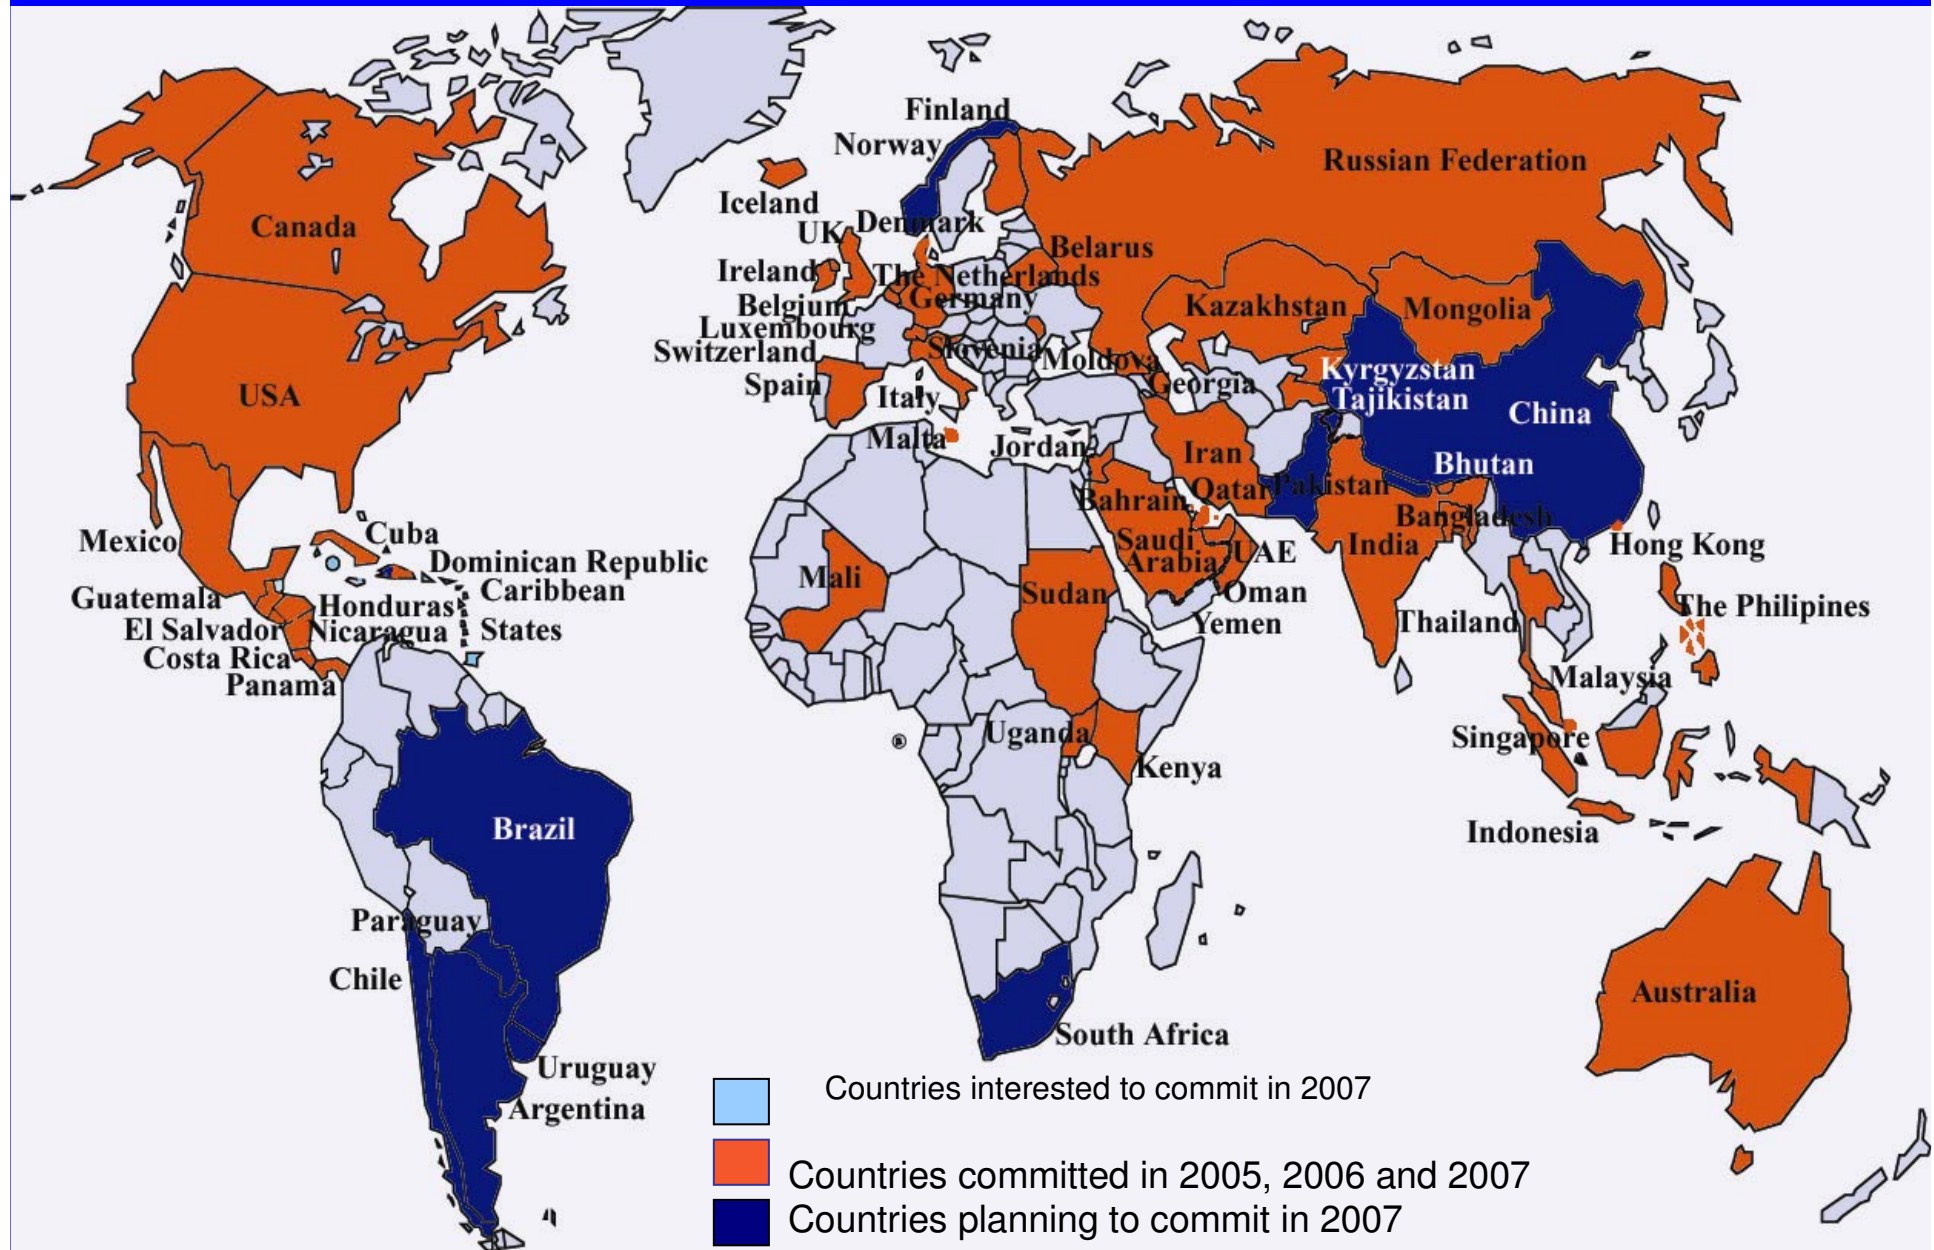 Finland
Norway
Russian Federation
Iceland
Canada
Denmark
UK
Belarus
Ireland
The Netherlands
Belgium
Germany
Kazakhstan
Mongolia
Luxembourg
Switzerland
Slovenia
Moldova
Kyrgyzstan
Spain
Georgia
USA
Italy
Tajikistan
China
Malta
Jordan
Iran
Bhutan
Bahrain
Qatar
Pakistan
Bangladesh
Mexico
Cuba
Saudi
Arabia
UAE
India
Hong Kong
Dominican Republic
Mali
Sudan
Caribbean
States
Oman
Guatemala
Honduras
The Philipines
El Salvador
Nicaragua
Yemen
Thailand
Costa Rica
Panama
Malaysia
Uganda
Singapore
Kenya
Brazil
Indonesia
Paraguay
Chile
Australia
South Africa
Uruguay
Argentina
Countries interested to commit in 2007
Countries committed in 2005, 2006 and 2007
Countries planning to commit in 2007